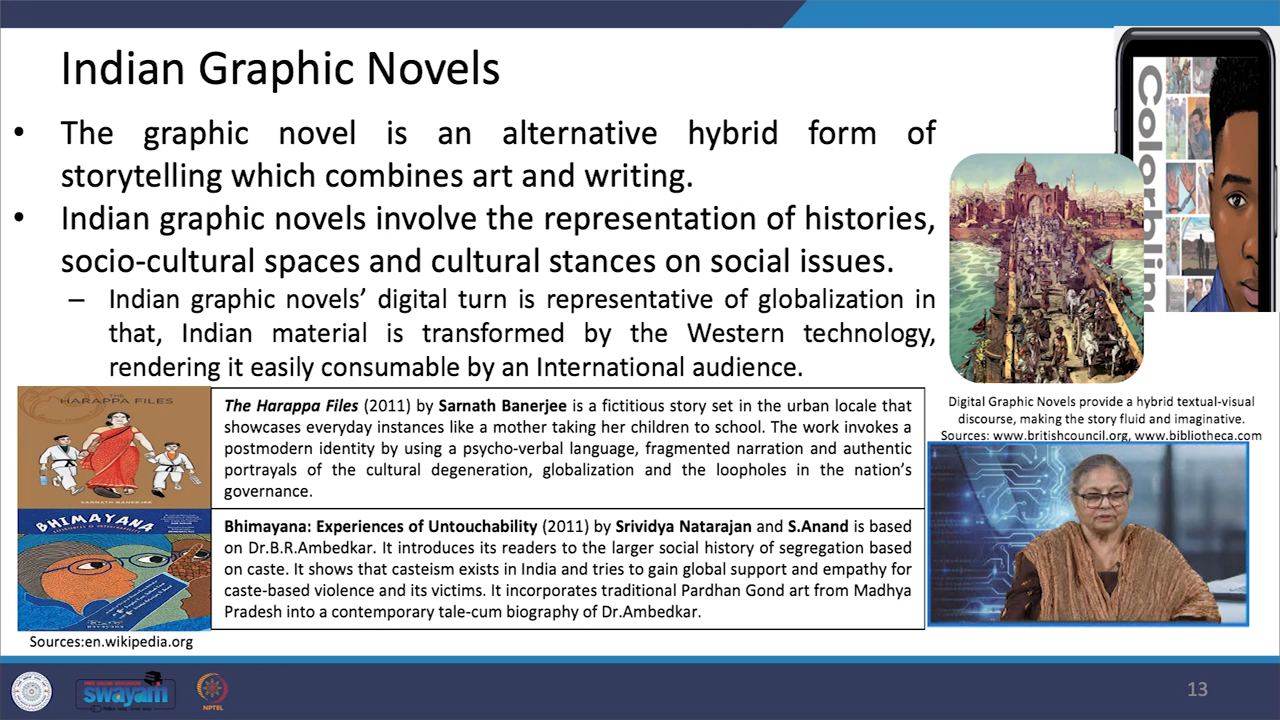 Indian Graphic Novels
• The graphic novel is an alternative hybrid form of
storytelling which combines art and writing.
• Indian graphic novels involve the representation of histories,
socio-cultural spaces and cultural stances on social issues.
– Indian graphic novels’ digital turn is representative of globalization in
that, Indian material is transformed by the Western technology,
rendering it easily consumable by an International audience.
Colorblind
Digital Graphic Novels provide a hybrid textual-visual
discourse, making the story fluid and imaginative.
Sources: www.britishcouncil.org, www.bibliotheca.com
THE
HARAPPA FILES
SARNATH BANERJEE
The Harappa Files (2011) by Sarnath Banerjee is a fictitious story set in the urban locale that
showcases everyday instances like a mother taking her children to school. The work invokes a
postmodern identity by using a psycho-verbal language, fragmented narration and authentic
portrayals of the cultural degeneration, globalization and the loopholes in the nation’s
governance.
BHIMAYANA
Bhimayana: Experiences of Untouchability (2011) by Srividya Natarajan and S.Anand is based
on Dr.B.R.Ambedkar. It introduces its readers to the larger social history of segregation based
on caste. It shows that casteism exists in India and tries to gain global support and empathy for
caste-based violence and its victims. It incorporates traditional Pardhan Gond art from Madhya
Pradesh into a contemporary tale-cum biography of Dr.Ambedkar.
Sources:en.wikipedia.org
swayam
NPTEL
13